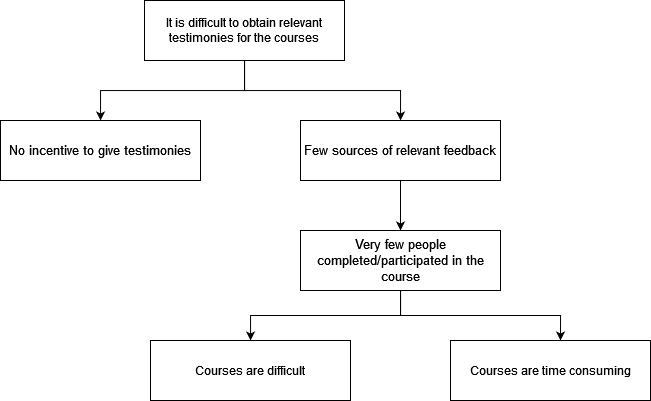 It is difficult to obtain relevant
testimonies for the courses
No incentive to give testimonies
Few sources of relevant feedback
Very few people
completed/participated in the
course
Courses are difficult
Courses are time consuming